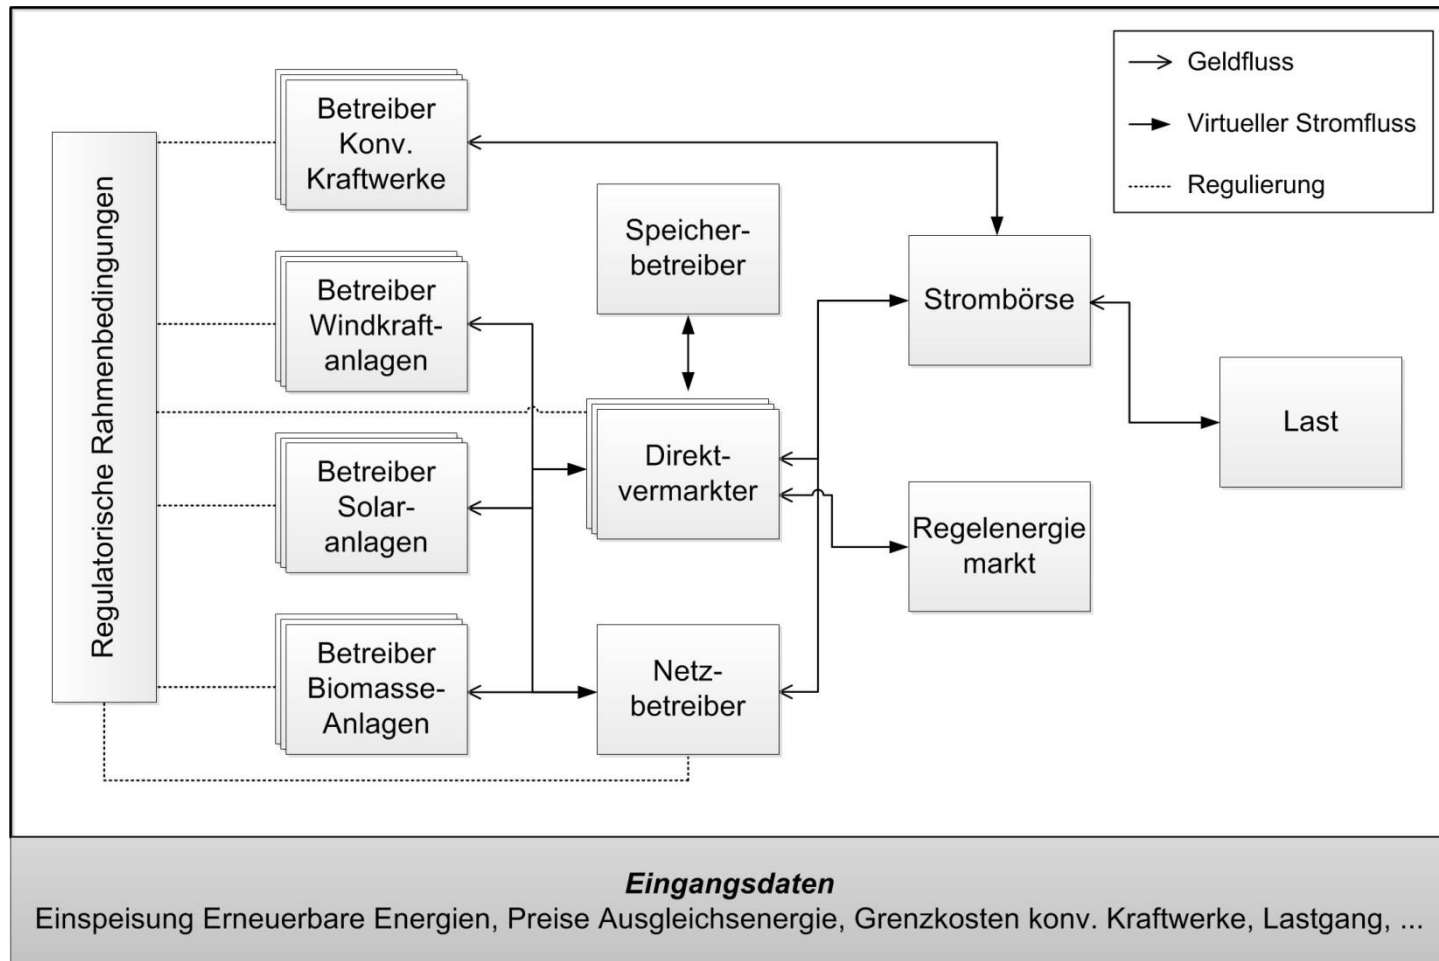 Geldfluss
Virtueller Stromfluss
Regulierung
Regulatorische Rahmenbedingungen
Betreiber
Konv.
Kraftwerke
Betreiber
Windkraft-
anlagen
Betreiber
Solar-
anlagen
Betreiber
Biomasse-
Anlagen
Speicher-
betreiber
Direkt-
vermarkter
Netz-
betreiber
Strombörse
Regelenergie
markt
Last
Eingangsdaten
Einspeisung Erneuerbare Energien, Preise Ausgleichsenergie, Grenzkosten konv. Kraftwerke, Lastgang, ...